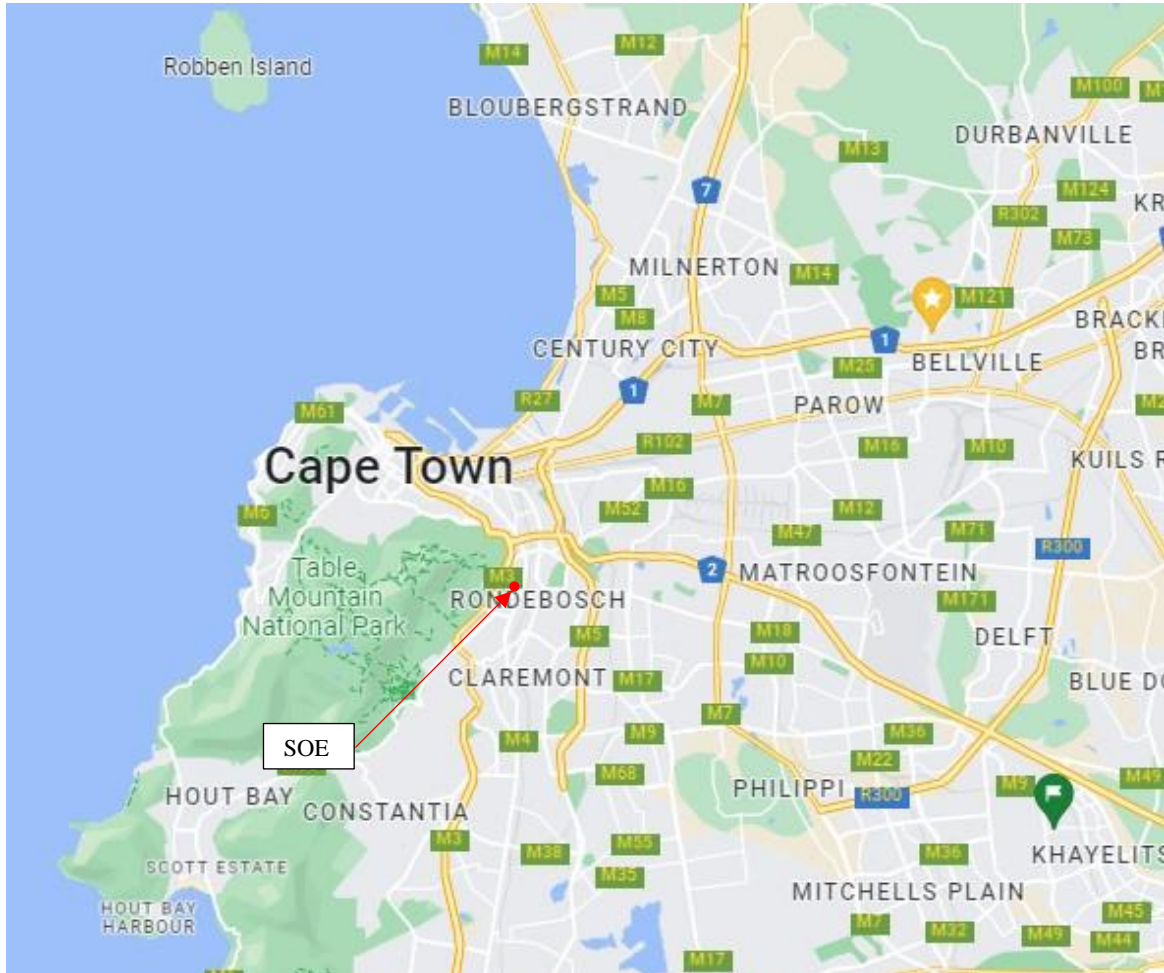 Robben Island
M14
M12
BLOUBERGSTRAND
M100
DURBANVILLE
M13
7
M124
R302
KR
M73
MILNERTON
M14
M5
M121
M8
BRACK
CENTURY CITY
1
BR
BELLVILLE
M25
1
M61
R27
M7
PAROW
M2
R102
M16
M10
Cape Town
KUILS R
M16
M6
M52
M12
M47
M71
R300
Table
Mountain
National Park
M3
2
MATROOSFONTEIN
RONDEBOSCH
M171
M5
M18
DELFT
M10
CLAREMONT
M17
BLUE DO
M7
SOE
M4
M9
M36
M22
M68
PHILIPPI
R300
M9
M49
HOUT BAY
CONSTANTIA
M3
M38
M55
M36
KHAYELITS
SCOTT ESTATE
M35
MITCHELLS PLAIN
HOUT BAY
HARBOUR
M7
M32
M49
M45
M44
M17